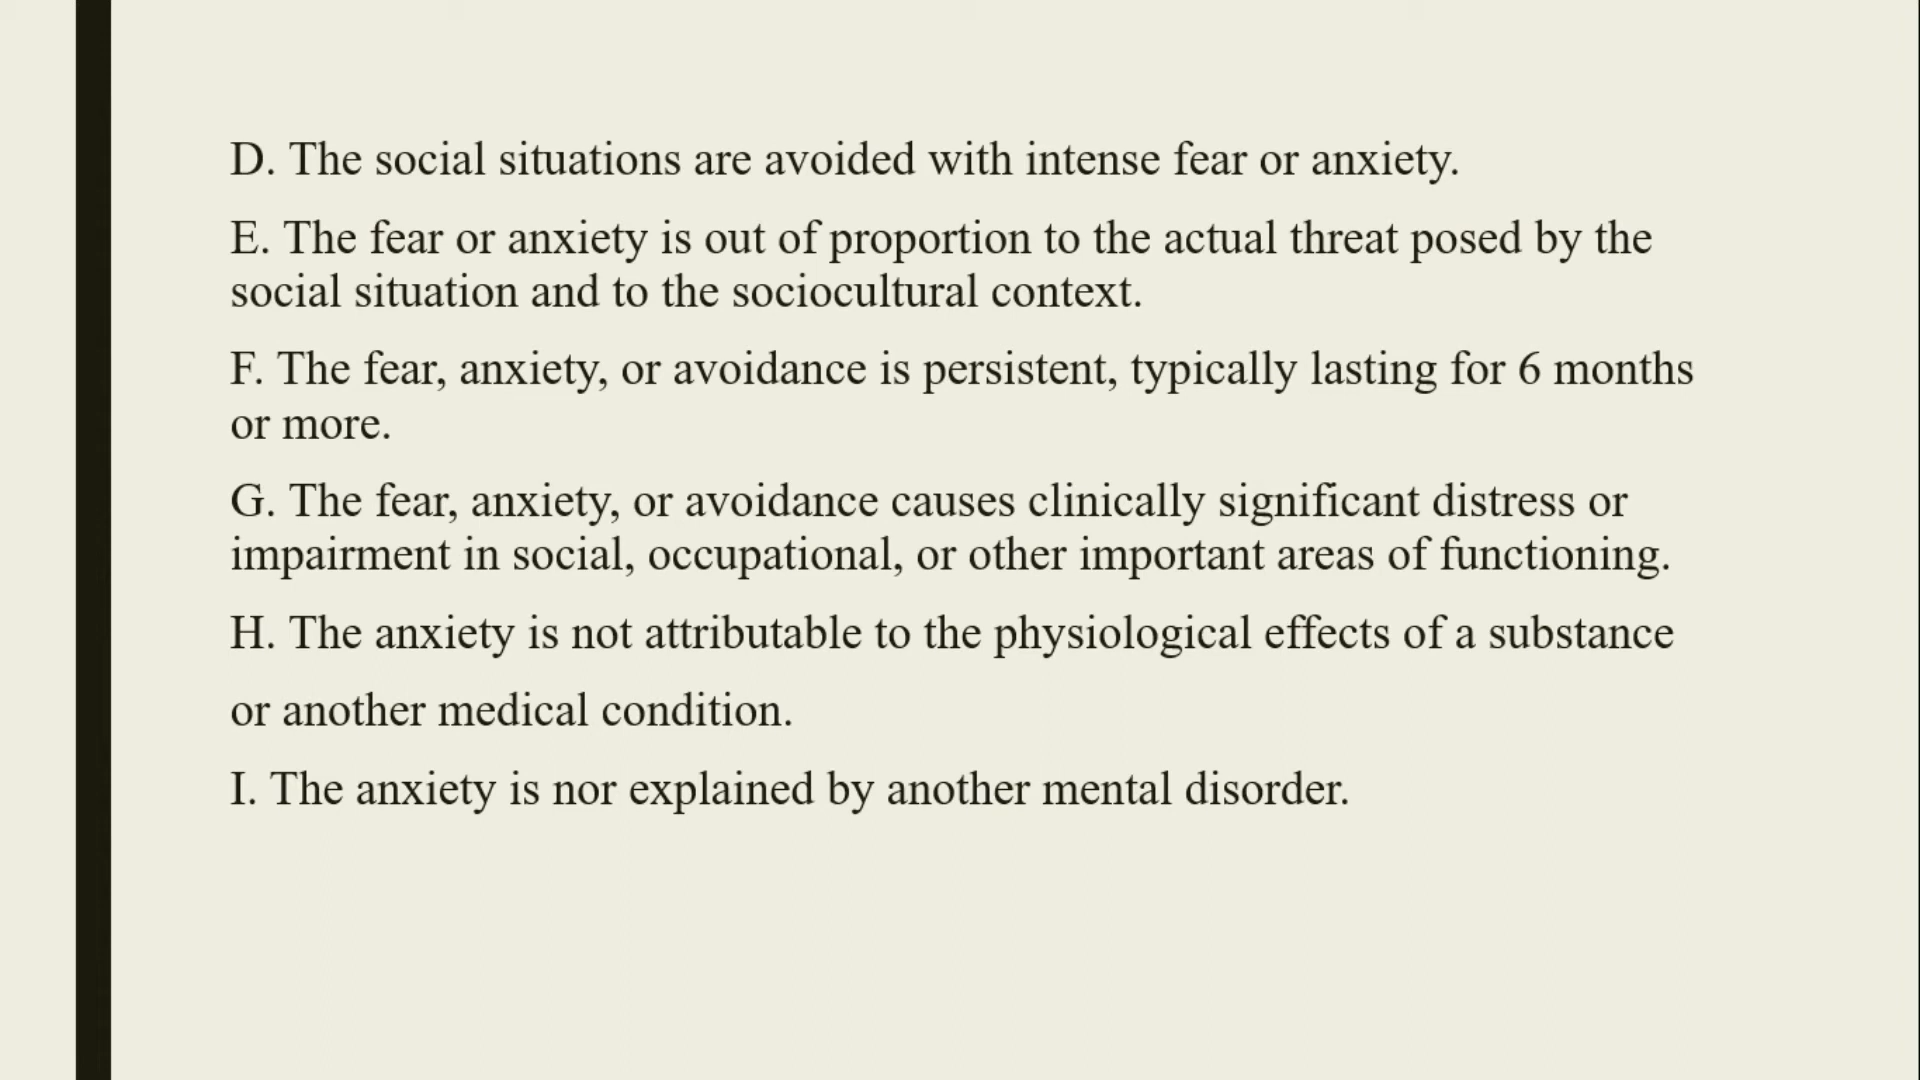 D. The social situations are avoided with intense fear or anxiety.
E. The fear or anxiety is out of proportion to the actual threat posed by the
social situation and to the sociocultural context.
F. The fear, anxiety, or avoidance is persistent, typically lasting for 6 months
or more.
G. The fear, anxiety, or avoidance causes clinically significant distress or
impairment in social, occupational, or other important areas of functioning.
H. The anxiety is not attributable to the physiological effects of a substance
or another medical condition.
I. The anxiety is nor explained by another mental disorder.